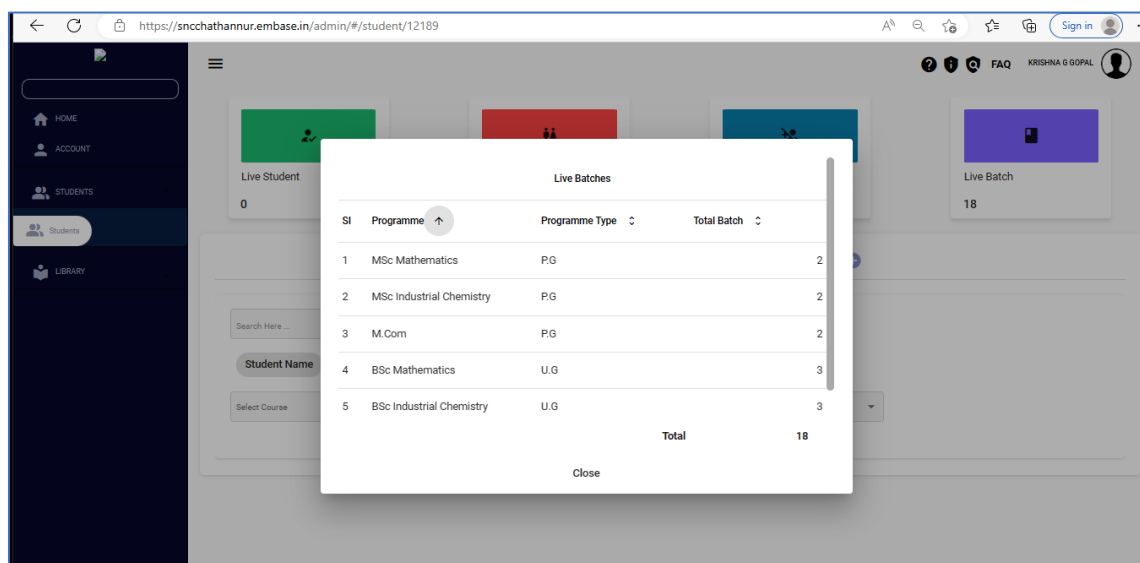 https://sncchathannur.embase.in/admin/#/student/12189
Sign in
FAQ
KRISHNA G GOPAL
HOME
ACCOUNT
STUDENTS
Students
LIBRARY
Live Student
0
Live Batch
18
Search Here ...
Student Name
Select Course
Live Batches
Sl Programme Programme Type Total Batch
1 MSc Mathematics P.G 2
2 MSc Industrial Chemistry P.G 2
3 M.Com P.G 2
4 BSc Mathematics U.G 3
5 BSc Industrial Chemistry U.G 3
Total 18
Close